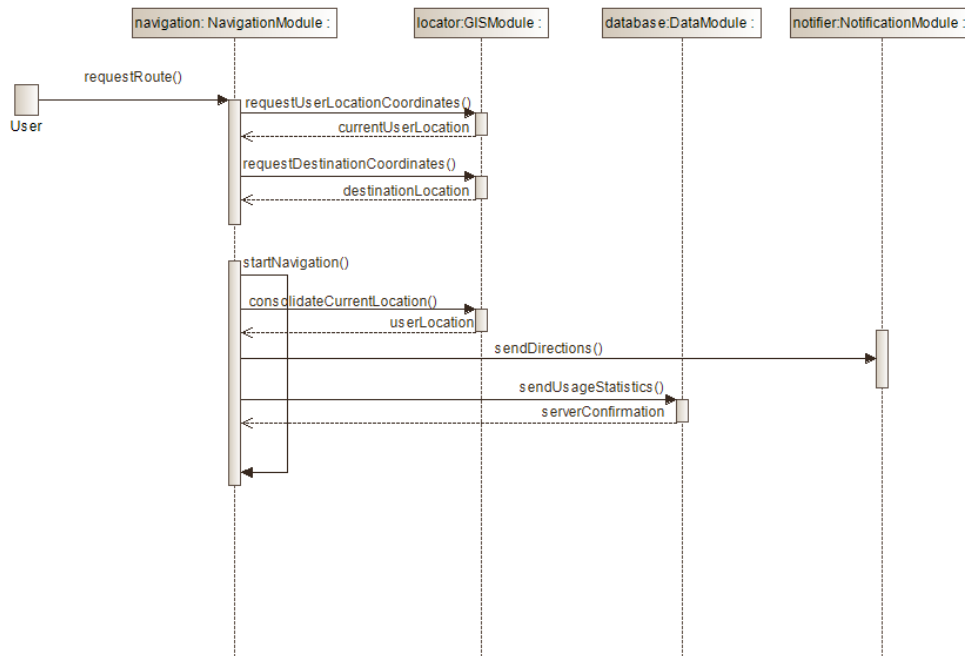 navigation: NavigationModule :
locator:GISModule :
database:DataModule :
notifier:NotificationModule :
requestRoute()
User
requestUserLocationCoordinates()
currentUserLocation
requestDestinationCoordinates()
destinationLocation
startNavigation()
consolidateCurrentLocation()
userLocation
sendDirections()
sendUsageStatistics()
serverConfirmation